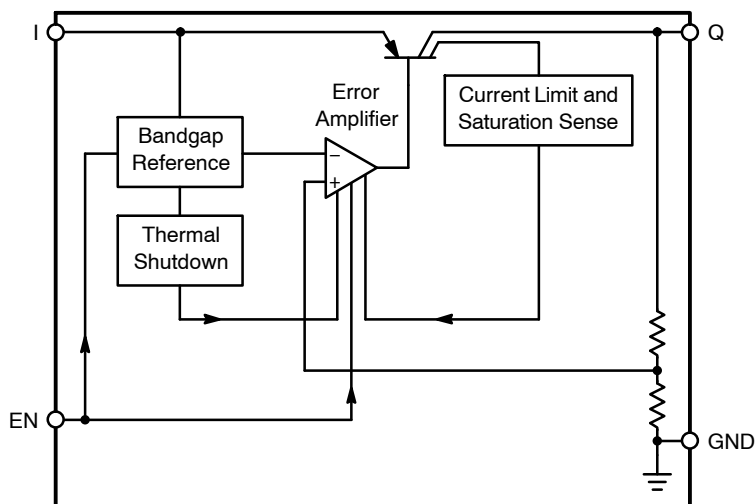 I
Q
Error
Amplifier
Current Limit and
Saturation Sense
Bandgap
Reference
−
+
Thermal
Shutdown
EN
GND